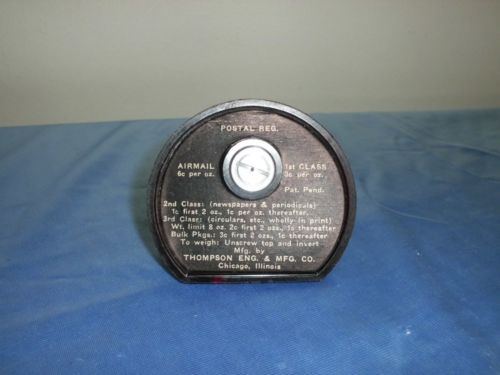 POSTAL REG.
AIRMAIL 1st CLASS
6c per oz. 3c per oz.
Pat. Pend.
2nd Class: (newspapers & periodicals)
1c first 2 oz., 1c per oz. thereafter.
3rd Class: (circulars, etc., wholly in print)
Wt. limit 8 oz. 2c first 2 ozs., 1c thereafter
Bulk Pkgs.: 3c first 2 ozs., 1c thereafter
To weigh: Unscrew top and invert
Mfg. by
THOMPSON ENG. & MFG. CO.
Chicago, Illinois